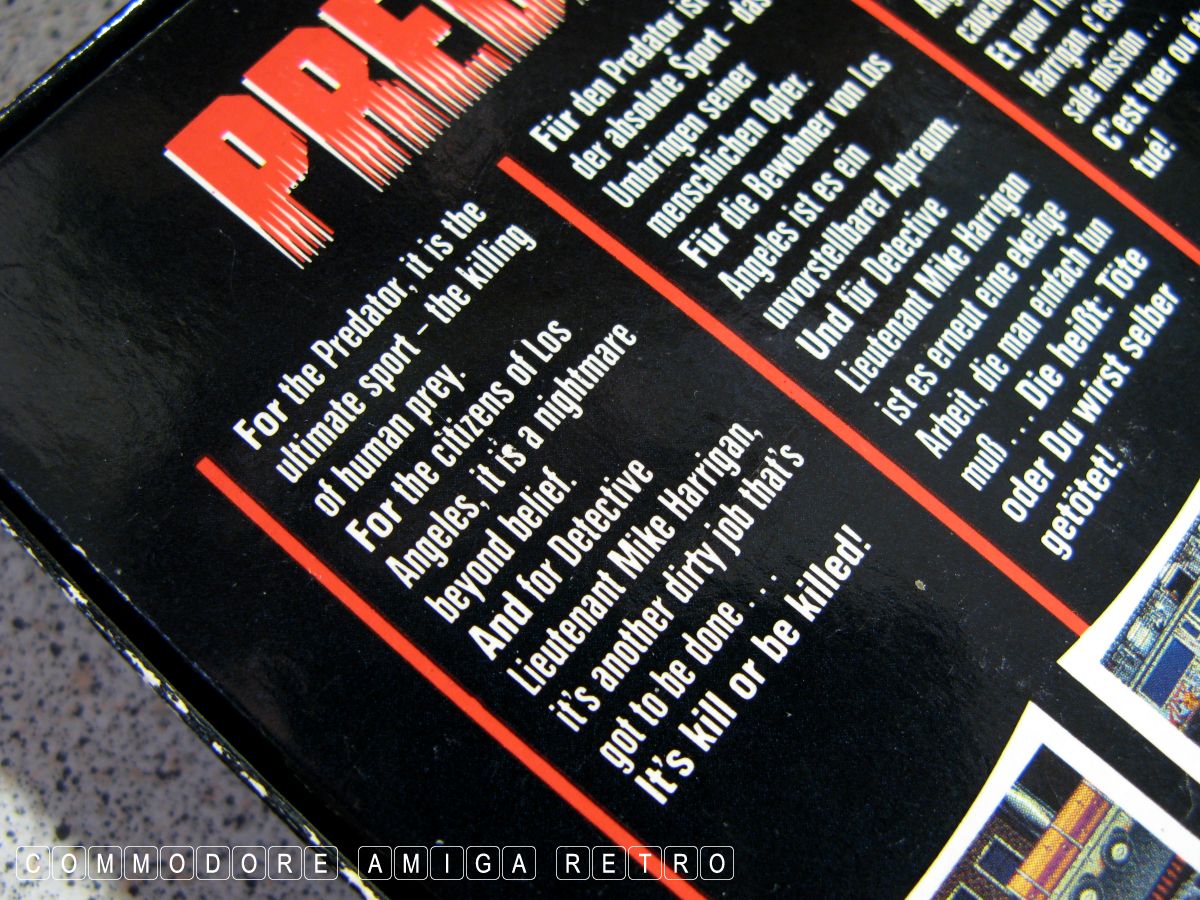 PRED
For the Predator, it is the
ultimate sport – the killing
of human prey.
For the citizens of Los
Angeles, it is a nightmare
beyond belief.
And for Detective
Lieutenant Mike Harrigan,
it's another dirty job that's
got to be done . . .
It's kill or be killed!
Für den Predator ist
der absolute Sport – das
Umbringen seiner
menschlichen Opfer.
Für die Bewohner von Los
Angeles ist es ein
unvorstellbarer Alptraum.
Und für Detective
Lieutenant Mike Harrigan
ist es erneut eine ekelige
Arbeit, die man einfach tun
muß . . . Die heißt: Töte
oder Du wirst selber
getötet!
Et pour
Harrigan, c'est
sale mission . . .
C'est tuer ou
tué!
COMMODORE AMIGA RETRO